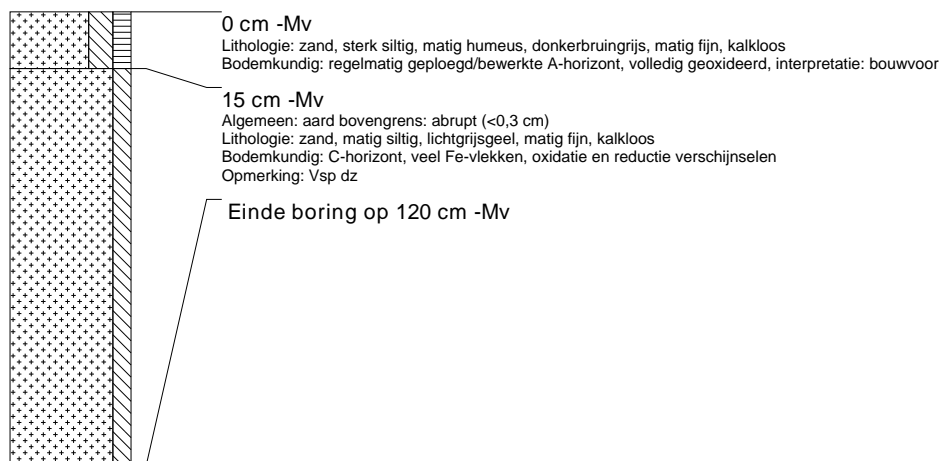 0 cm -Mv
Lithologie: zand, sterk siltig, matig humeus, donkerbruingrijs, matig fijn, kalkloos
Bodemkundig: regelmatig geploegd/bewerkte A-horizont, volledig geoxideerd, interpretatie: bouwvoor
15 cm -Mv
Algemeen: aard bovengrens: abrupt (<0,3 cm)
Lithologie: zand, matig siltig, lichtgrijsgeel, matig fijn, kalkloos
Bodemkundig: C-horizont, veel Fe-vlekken, oxidatie en reductie verschijnselen
Opmerking: Vsp dz
Einde boring op 120 cm -Mv